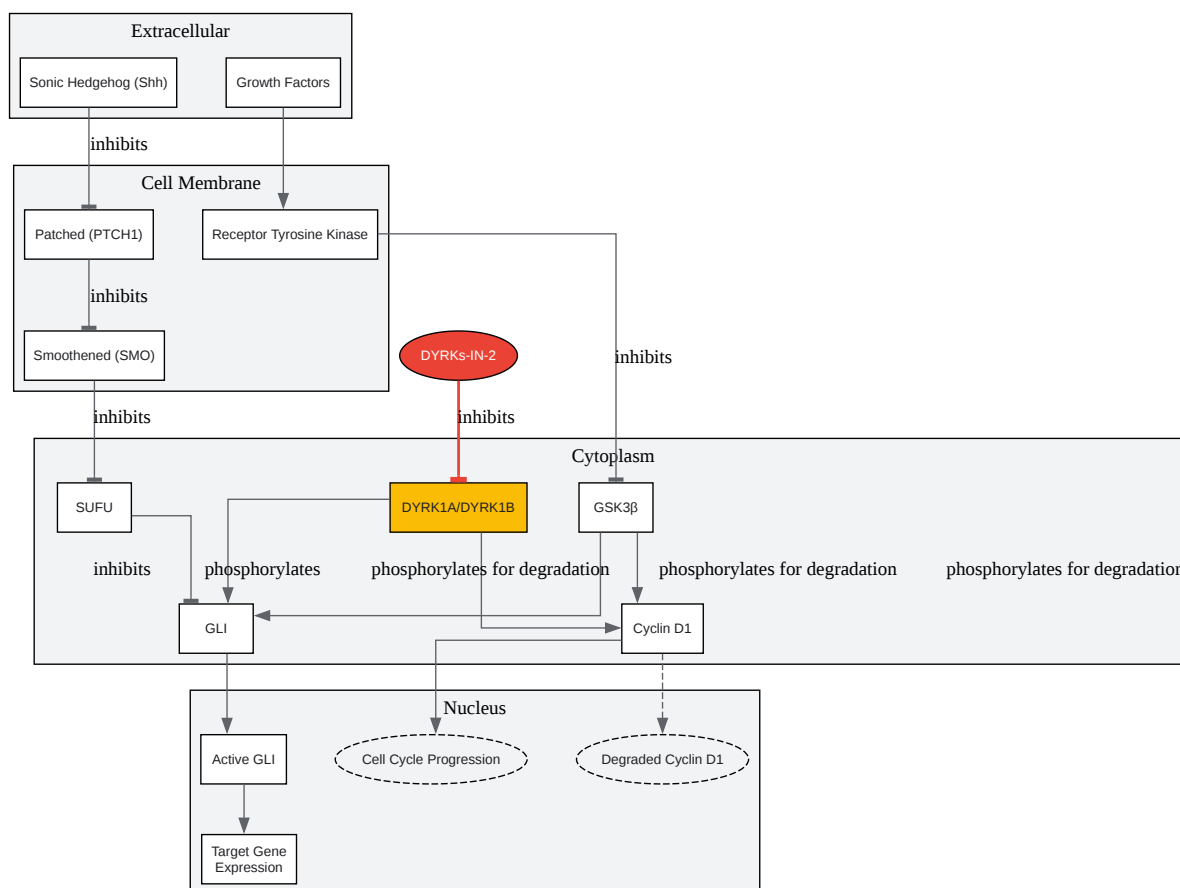 Extracellular
Sonic Hedgehog (Shh)
Growth Factors
inhibits
Cell Membrane
Patched (PTCH1)
Receptor Tyrosine Kinase
inhibits
Smoothened (SMO)
DYRKs-IN-2
inhibits
inhibits
inhibits
Cytoplasm
SUFU
DYRK1A/DYRK1B
GSK3β
inhibits
phosphorylates
phosphorylates for degradation
phosphorylates for degradation
phosphorylates for degradation
GLI
Cyclin D1
Nucleus
Active GLI
Cell Cycle Progression
Degraded Cyclin D1
Target Gene
Expression